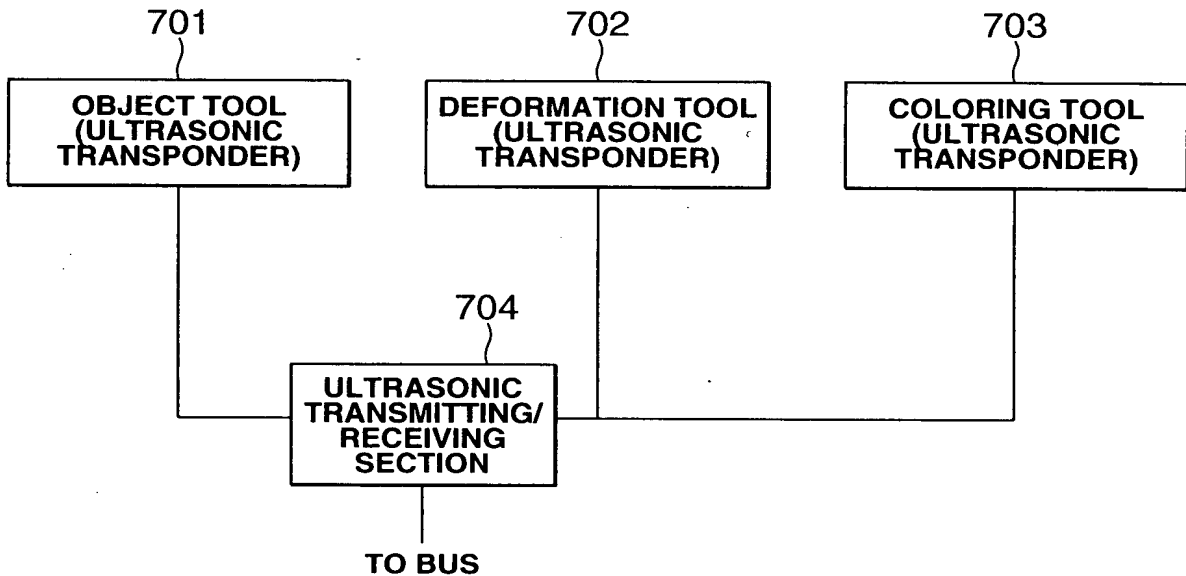 701
702
703
OBJECT TOOL
(ULTRASONIC
TRANSPONDER)
DEFORMATION TOOL
(ULTRASONIC
TRANSPONDER)
COLORING TOOL
(ULTRASONIC
TRANSPONDER)
704
ULTRASONIC
TRANSMITTING/
RECEIVING
SECTION
TO BUS